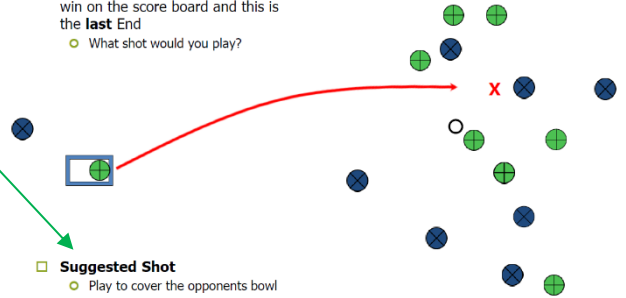 win on the score board and this is
the last End
What shot would you play?
X
Suggested Shot
Play to cover the opponents bowl